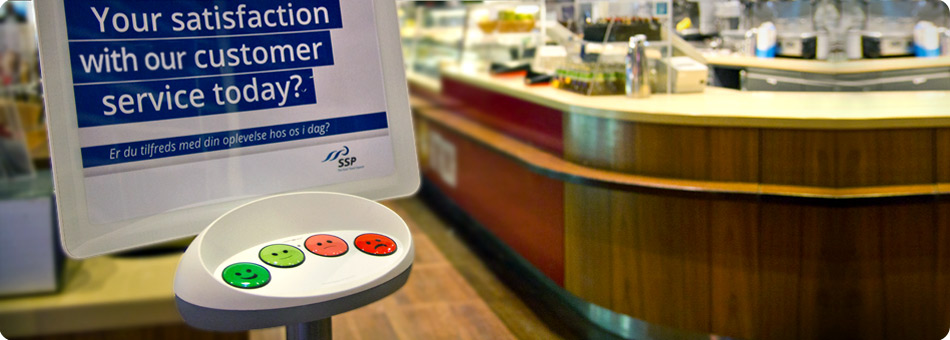 Your satisfaction
with our customer
service today?
Er du tilfreds med din oplevelse hos os i dag?
SSP